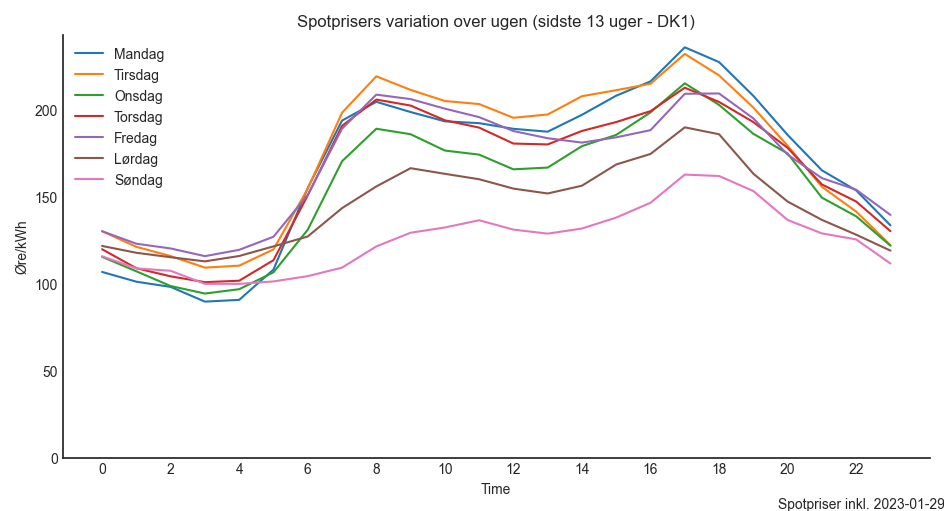 Spotprisers variation over ugen (sidste 13 uger - DK1)
Mandag
Tirsdag
Onsdag
Torsdag
Fredag
Lørdag
Søndag
Øre/kWh
200
150
100
50
0
0 2 4 6 8 10 12 14 16 18 20 22
Time
Spotpriser inkl. 2023-01-29